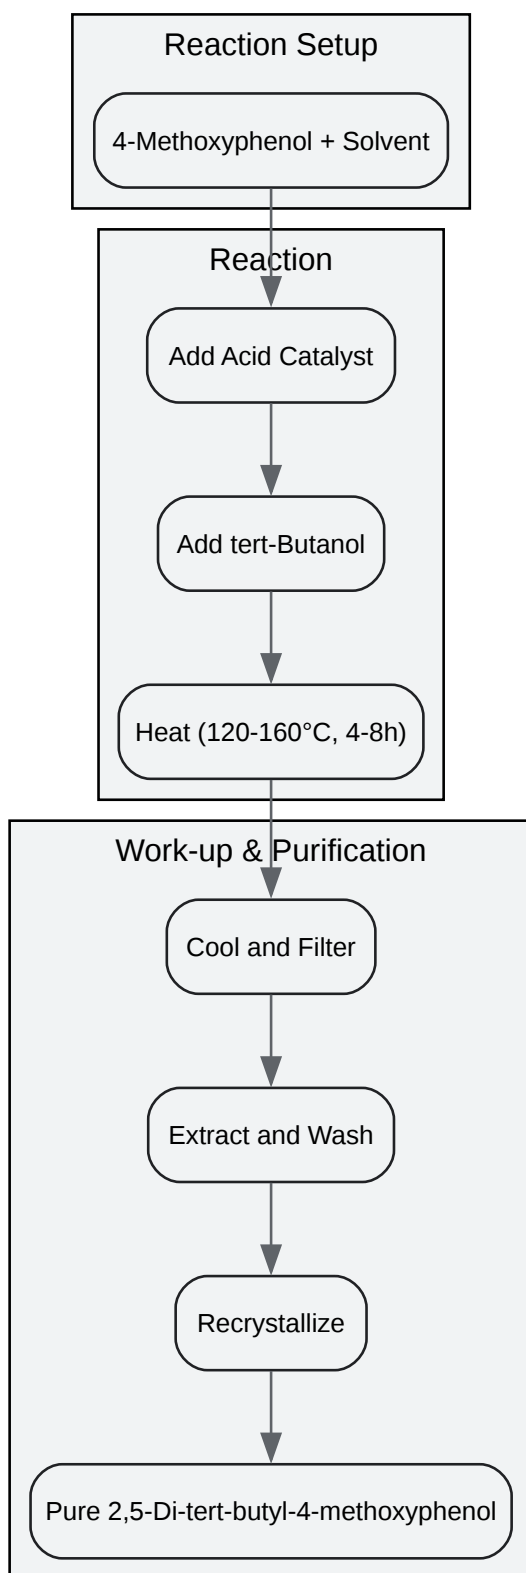 Reaction Setup
4-Methoxyphenol + Solvent
Reaction
Add Acid Catalyst
Add tert-Butanol
Heat (120-160°C, 4-8h)
Work-up & Purification
Cool and Filter
Extract and Wash
Recrystallize
Pure 2,5-Di-tert-butyl-4-methoxyphenol